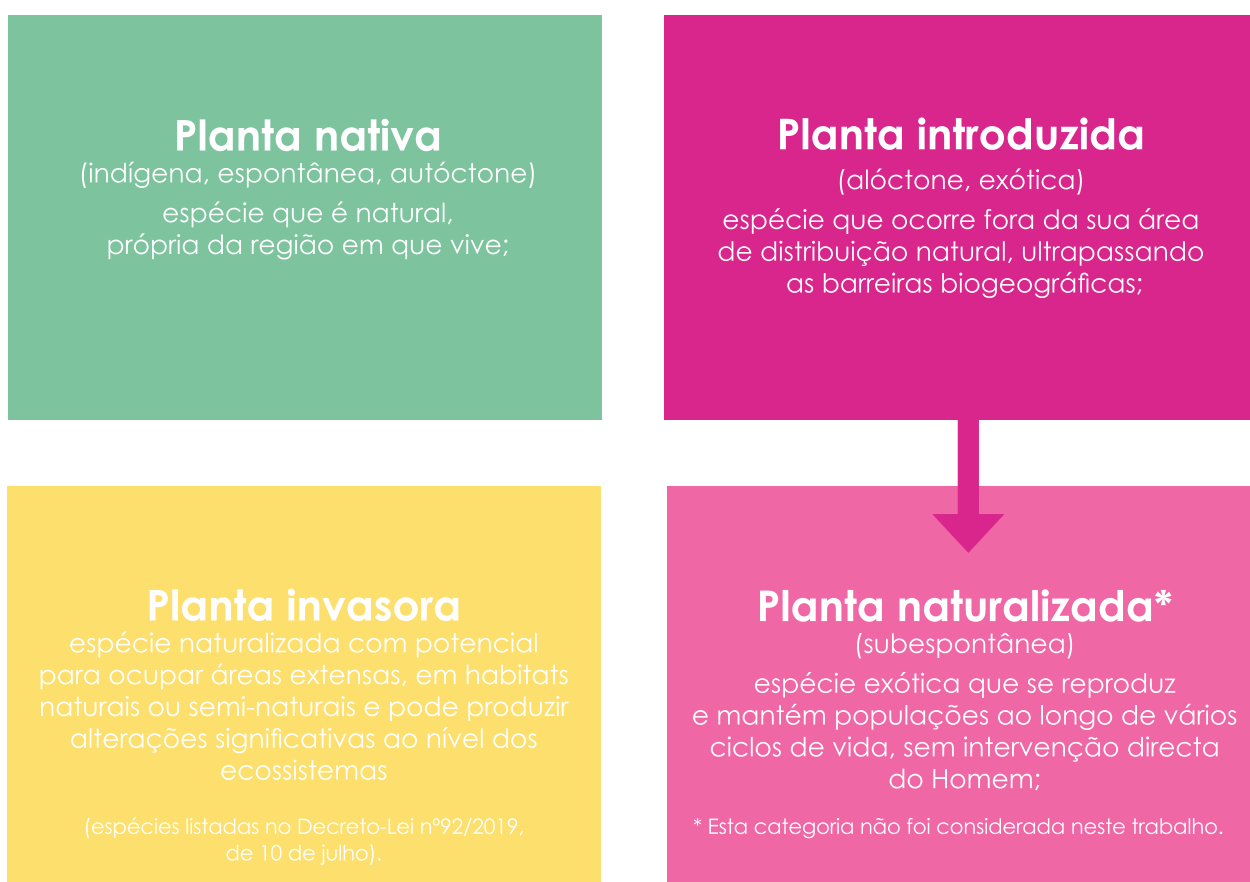 Planta nativa
(indígena, espontânea, autóctone)
espécie que é natural,
própria da região em que vive;
Planta introduzida
(alóctone, exótica)
espécie que ocorre fora da sua área
de distribuição natural, ultrapassando
as barreiras biogeográficas;
Planta invasora
espécie naturalizada com potencial
para ocupar áreas extensas, em habitats
naturais ou semi-naturais e pode produzir
alterações significativas ao nível dos
ecossistemas
(espécies listadas no Decreto-Lei nº92/2019,
de 10 de julho).
Planta naturalizada*
(subespontânea)
espécie exótica que se reproduz
e mantém populações ao longo de vários
ciclos de vida, sem intervenção directa
do Homem;
* Esta categoria não foi considerada neste trabalho.